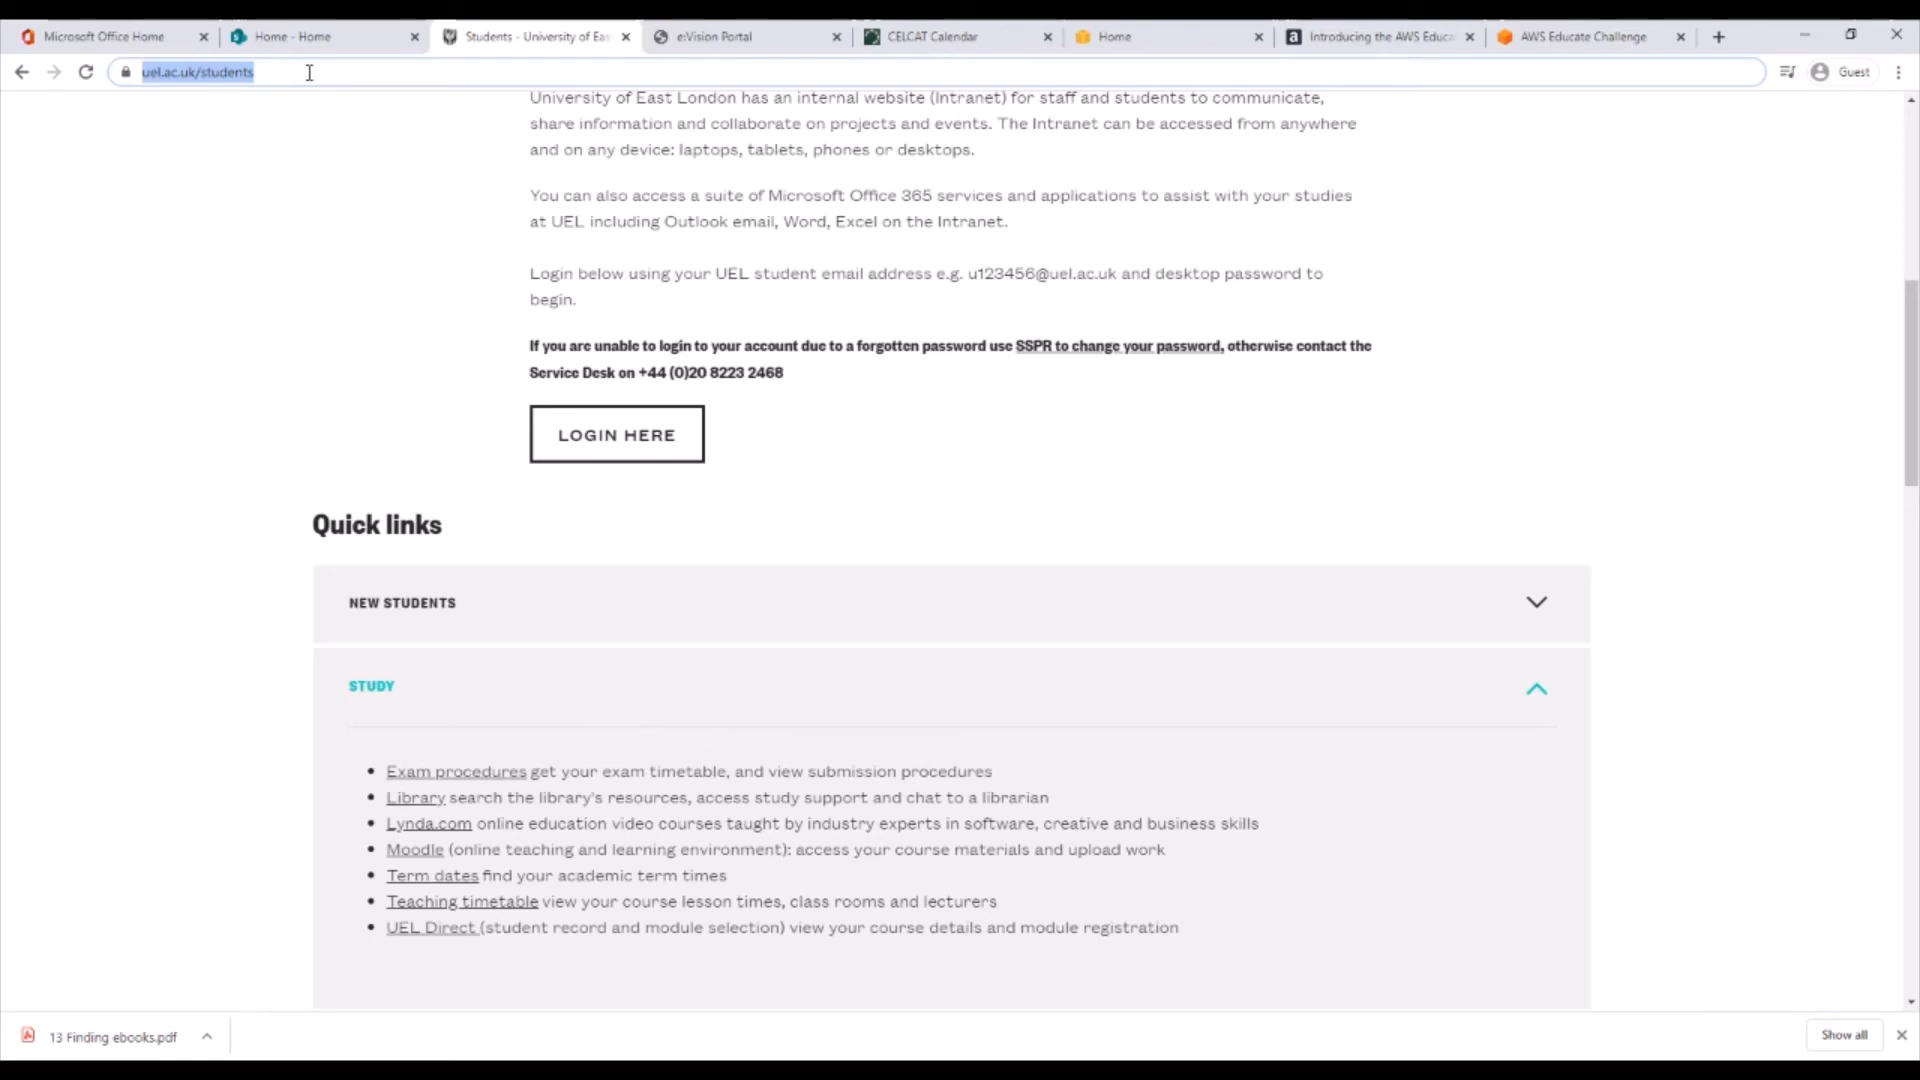 Microsoft Office Home
Home - Home
Students - University of Eas
e:Vision Portal
CELCAT Calendar
Home
Introducing the AWS Educa
AWS Educate Challenge
uel.ac.uk/students
Guest
University of East London has an internal website (Intranet) for staff and students to communicate,
share information and collaborate on projects and events. The Intranet can be accessed from anywhere
and on any device: laptops, tablets, phones or desktops.
You can also access a suite of Microsoft Office 365 services and applications to assist with your studies
at UEL including Outlook email, Word, Excel on the Intranet.
Login below using your UEL student email address e.g. u123456@uel.ac.uk and desktop password to
begin.
If you are unable to login to your account due to a forgotten password use SSPR to change your password, otherwise contact the
Service Desk on +44 (0)20 8223 2468
LOGIN HERE
Quick links
NEW STUDENTS
STUDY
• Exam procedures get your exam timetable, and view submission procedures
• Library search the library's resources, access study support and chat to a librarian
• Lynda.com online education video courses taught by industry experts in software, creative and business skills
• Moodle (online teaching and learning environment): access your course materials and upload work
• Term dates find your academic term times
• Teaching timetable view your course lesson times, class rooms and lecturers
• UEL Direct (student record and module selection) view your course details and module registration
13 Finding ebooks.pdf
Show all